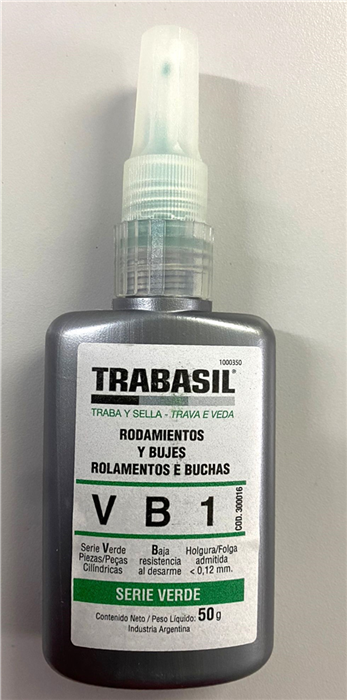 1000350
TRABASIL®
TRABA Y SELLA - TRAVA E VEDA
RODAMIENTOS
Y BUJES
ROLAMENTOS E BUCHAS
V B 1
COD. 300016
Serie Verde
Piezas/Peças
Cilíndricas
Baja
resistencia
al desarme
Holgura/Folga
admitida
< 0,12 mm.
SERIE VERDE
Contenido Neto / Peso Líquido: 50 g
Industria Argentina